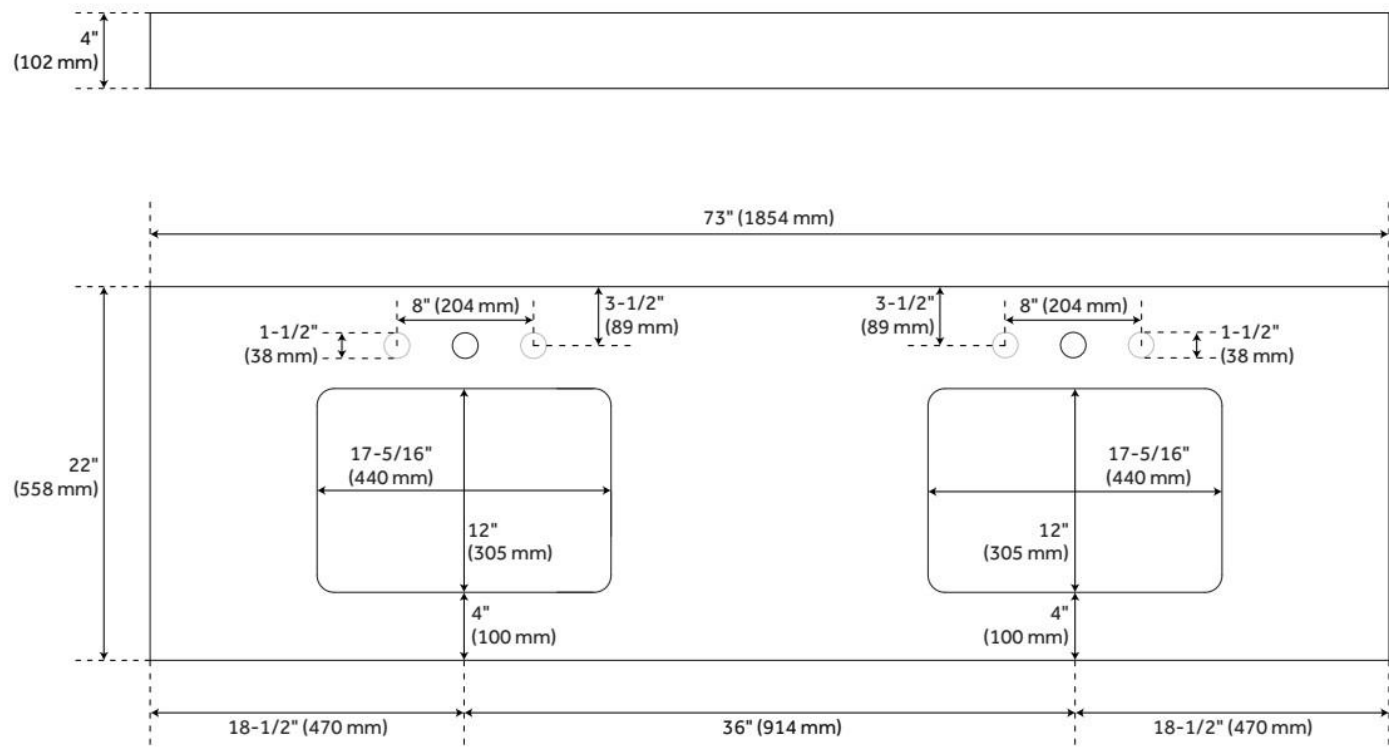 4"
(102 mm)
73" (1854 mm)
8" (204 mm)
3-1/2"
(89 mm)
1-1/2"
(38 mm)
3-1/2"
(89 mm)
8" (204 mm)
1-1/2"
(38 mm)
22"
(558 mm)
17-5/16"
(440 mm)
12"
(305 mm)
4"
(100 mm)
17-5/16"
(440 mm)
12"
(305 mm)
4"
(100 mm)
18-1/2" (470 mm)
36" (914 mm)
18-1/2" (470 mm)